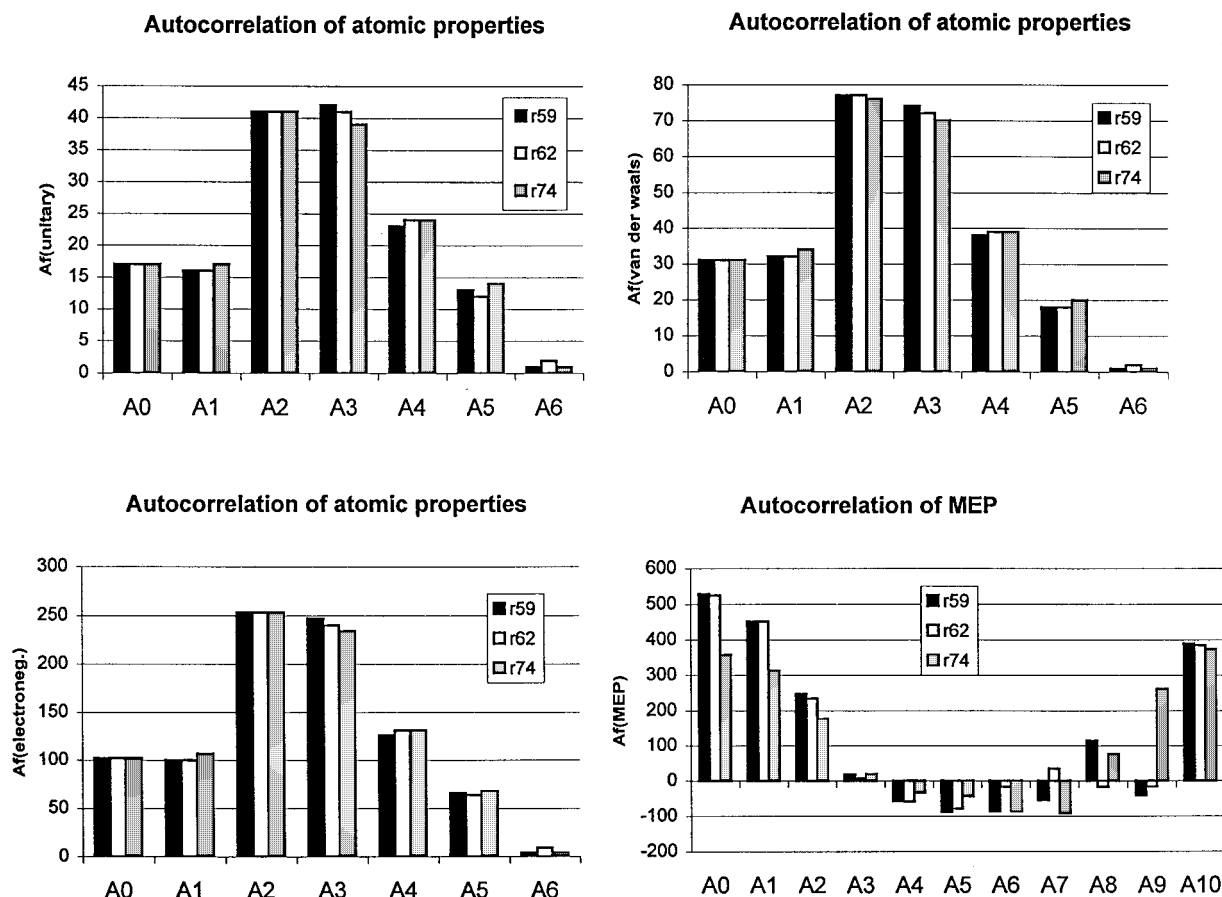 Autocorrelation of atomic properties
Af(unitary)
45
40
35
30
25
20
15
10
5
0
r59
r62
r74
A0 A1 A2 A3 A4 A5 A6
Autocorrelation of atomic properties
Af(van der waals)
80
70
60
50
40
30
20
10
0
r59
r62
r74
A0 A1 A2 A3 A4 A5 A6
Autocorrelation of atomic properties
Af(electroneg.)
300
250
200
150
100
50
0
r59
r62
r74
A0 A1 A2 A3 A4 A5 A6
Autocorrelation of MEP
Af(MEP)
600
500
400
300
200
100
0
-100
-200
r59
r62
r74
A0 A1 A2 A3 A4 A5 A6 A7 A8 A9 A10